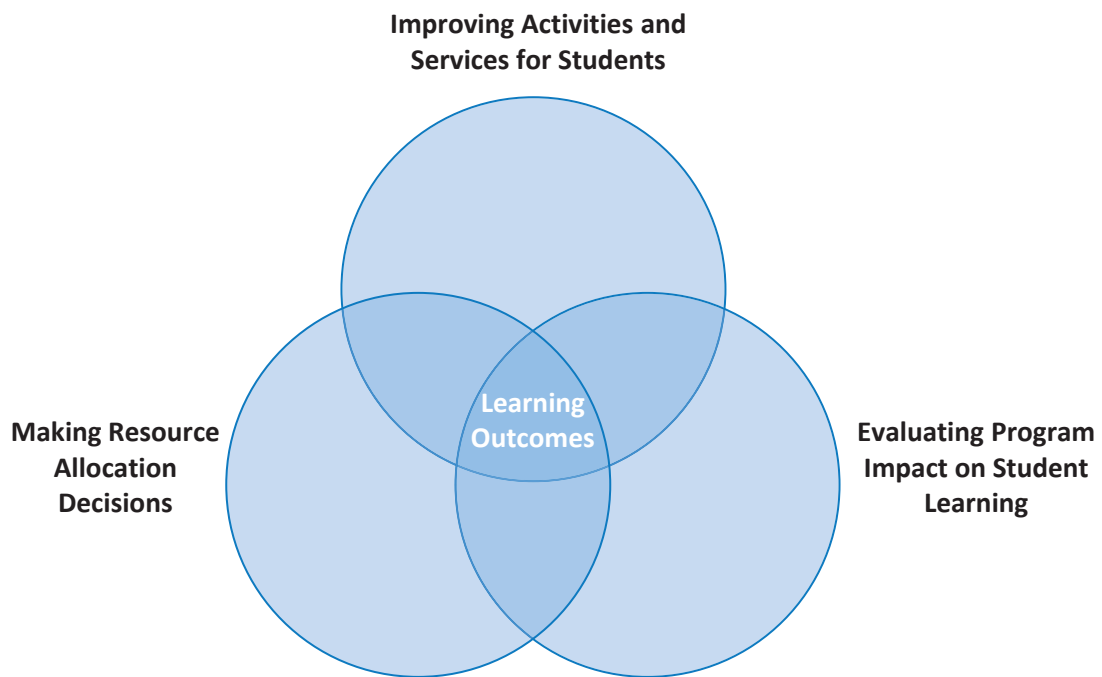 Improving Activities and
Services for Students
Learning
Outcomes
Making Resource
Allocation
Decisions
Evaluating Program
Impact on Student
Learning